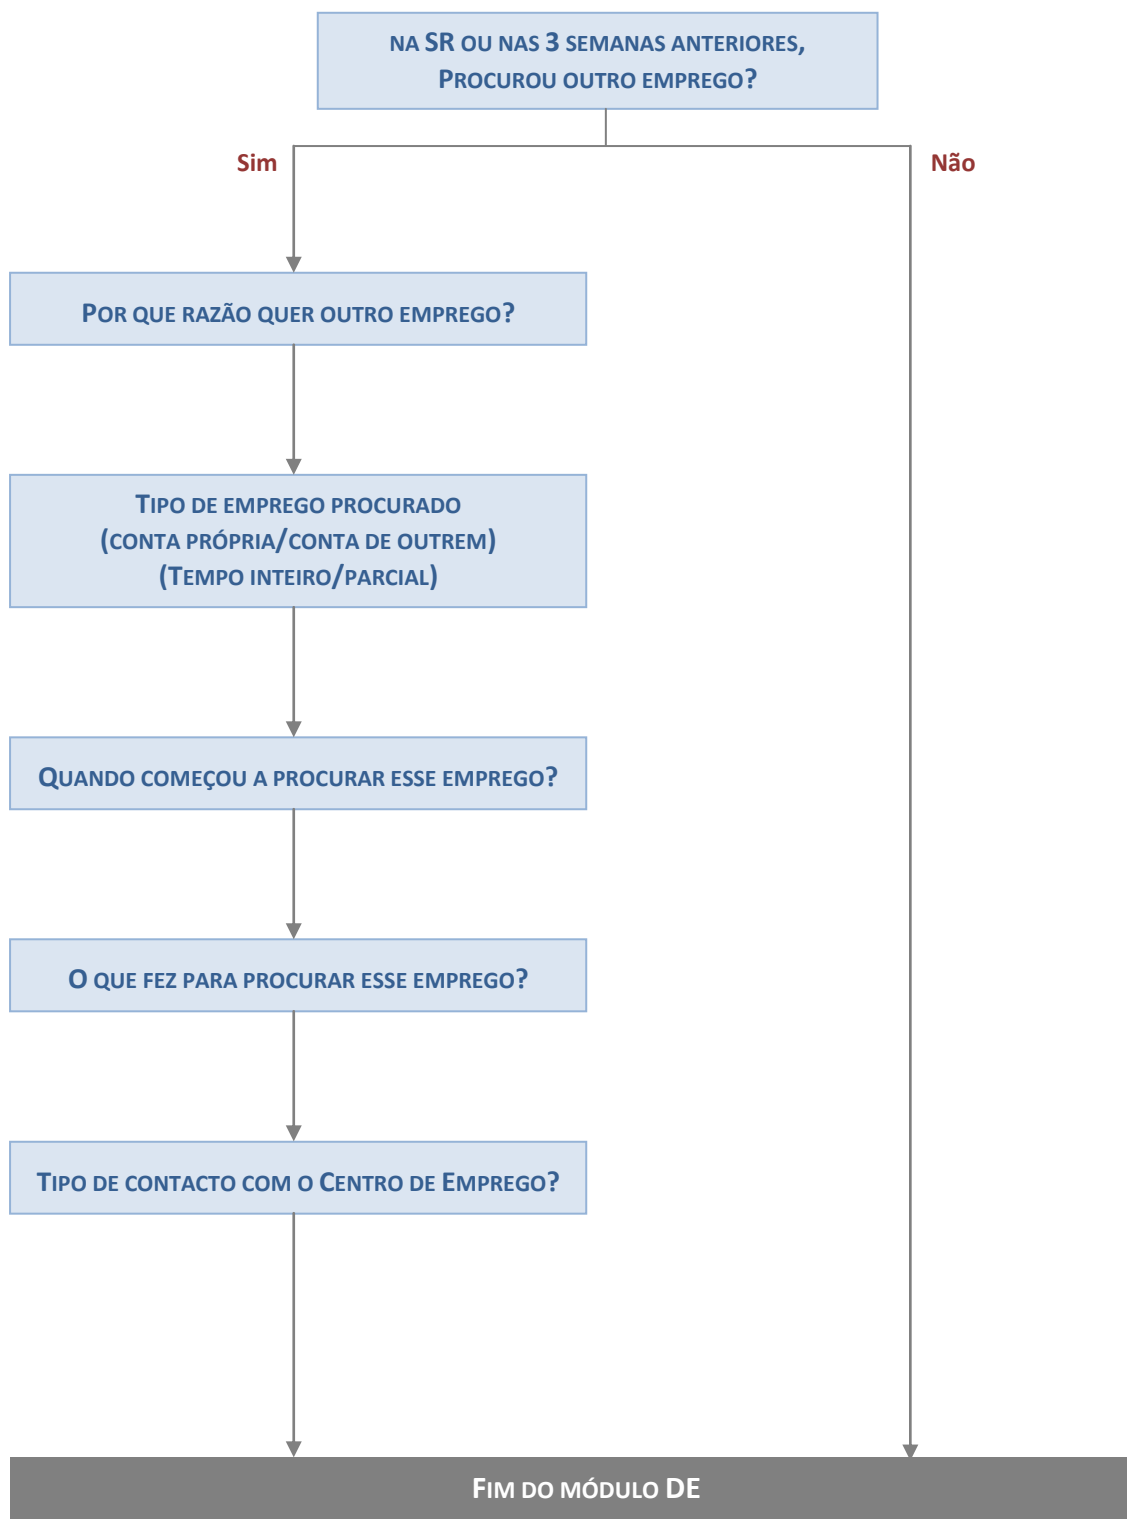 NA SR OU NAS 3 SEMANAS ANTERIORES,
PROCUROU OUTRO EMPREGO?
Sim
Não
POR QUE RAZÃO QUER OUTRO EMPREGO?
TIPO DE EMPREGO PROCURADO
(CONTA PRÓPRIA/CONTA DE OUTREM)
(TEMPO INTEIRO/PARCIAL)
QUANDO COMEÇOU A PROCURAR ESSE EMPREGO?
O QUE FEZ PARA PROCURAR ESSE EMPREGO?
TIPO DE CONTACTO COM O CENTRO DE EMPREGO?
FIM DO MÓDULO DE